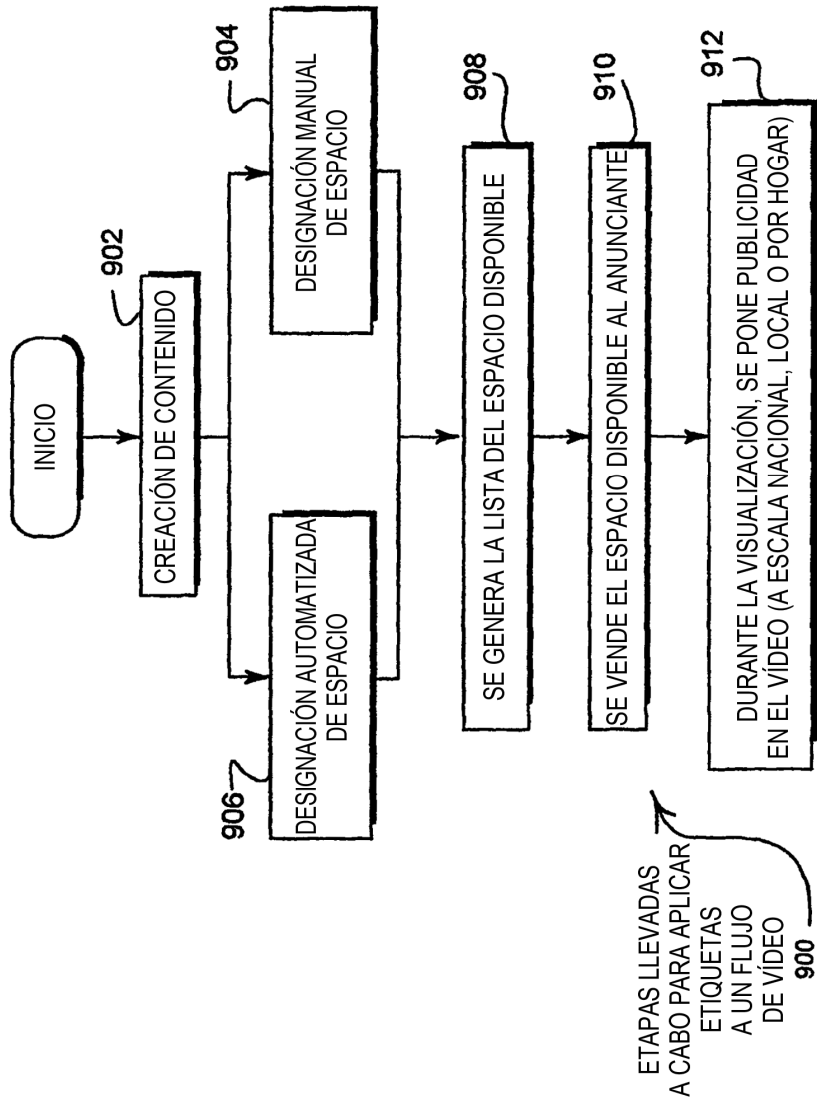 INICIO
902
CREACIÓN DE CONTENIDO
906
DESIGNACIÓN AUTOMATIZADA
DE ESPACIO
904
DESIGNACIÓN MANUAL
DE ESPACIO
908
SE GENERA LA LISTA DEL ESPACIO DISPONIBLE
910
SE VENDE EL ESPACIO DISPONIBLE AL ANUNCIANTE
912
DURANTE LA VISUALIZACIÓN, SE PONE PUBLICIDAD
EN EL VÍDEO (A ESCALA NACIONAL, LOCAL O POR HOGAR)
ETAPAS LLEVADAS
A CABO PARA APLICAR
ETIQUETAS
A UN FLUJO
DE VÍDEO
900